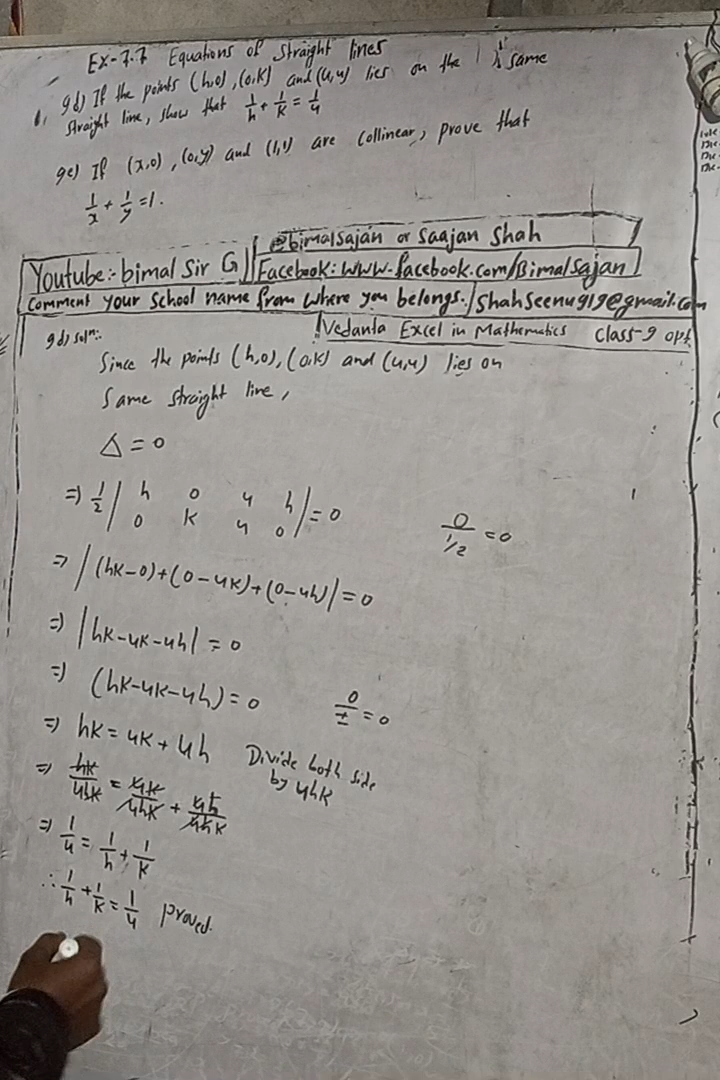 Ex-7.7 Equations of Straight lines
9d) If the points (h,0), (0,k) and (4,4) lies on the same
straight line, show that 1/h + 1/k = 1/4
9e) If (x,0), (0,y) and (1,1) are collinear, prove that
1/x + 1/y = 1.
@bimalsajan or Saajan Shah
Youtube:- bimal Sir G Facebook: www.facebook.com/Bimalsajan
Comment your School name from where you belongs. Shahseenu919@gmail.com
Vedanta Excel in Mathematics Class-9 opt
9d) Solⁿ:
Since the points (h,0), (0,k) and (4,4) lies on
Same straight line,
△ = 0
⇒ 1/2 | h 0 4 h | = 0
0 k 4 0
0/(1/2) = 0
⇒ |(hk-0)+(0-4k)+(0-4h)| = 0
⇒ |hk-4k-4h| = 0
⇒ (hk-4k-4h) = 0 0/± = 0
⇒ hk = 4k + 4h Divide both side
by 4hk
⇒ hk/4hk = 4k/4hk + 4h/4hk
⇒ 1/4 = 1/h + 1/k
∴ 1/h + 1/k = 1/4 proved.